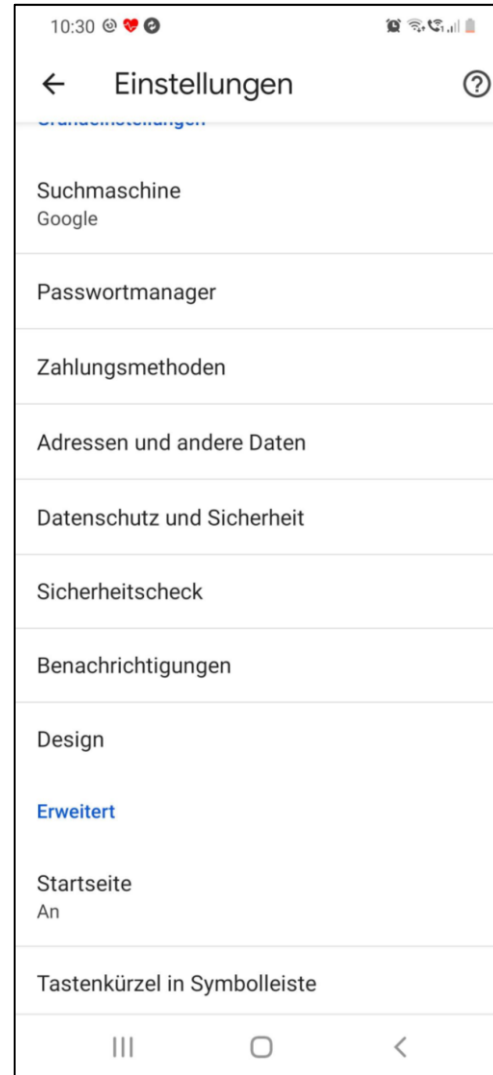 10:30
Einstellungen
Grundeinstellungen
Suchmaschine
Google
Passwortmanager
Zahlungsmethoden
Adressen und andere Daten
Datenschutz und Sicherheit
Sicherheitscheck
Benachrichtigungen
Design
Erweitert
Startseite
An
Tastenkürzel in Symbolleiste